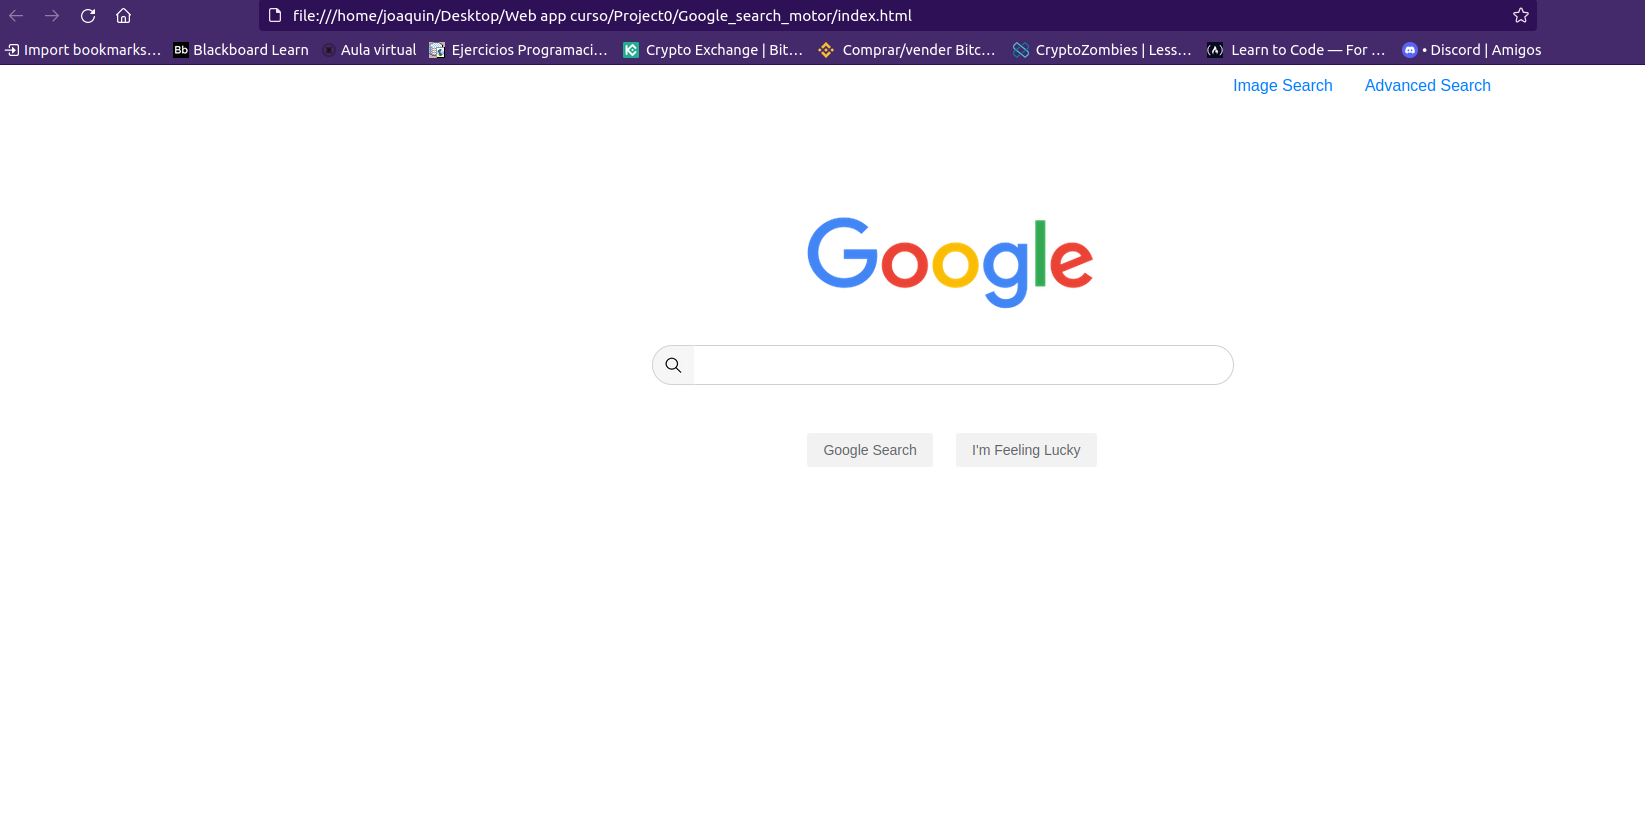 file:///home/joaquin/Desktop/Web app curso/Project0/Google_search_motor/index.html
Import bookmarks... Bb Blackboard Learn Aula virtual Ejercicios Programaci... Crypto Exchange | Bit... Comprar/vender Bitc... CryptoZombies | Less... (A) Learn to Code — For ... • Discord | Amigos
Image Search Advanced Search
Google
Google Search I'm Feeling Lucky